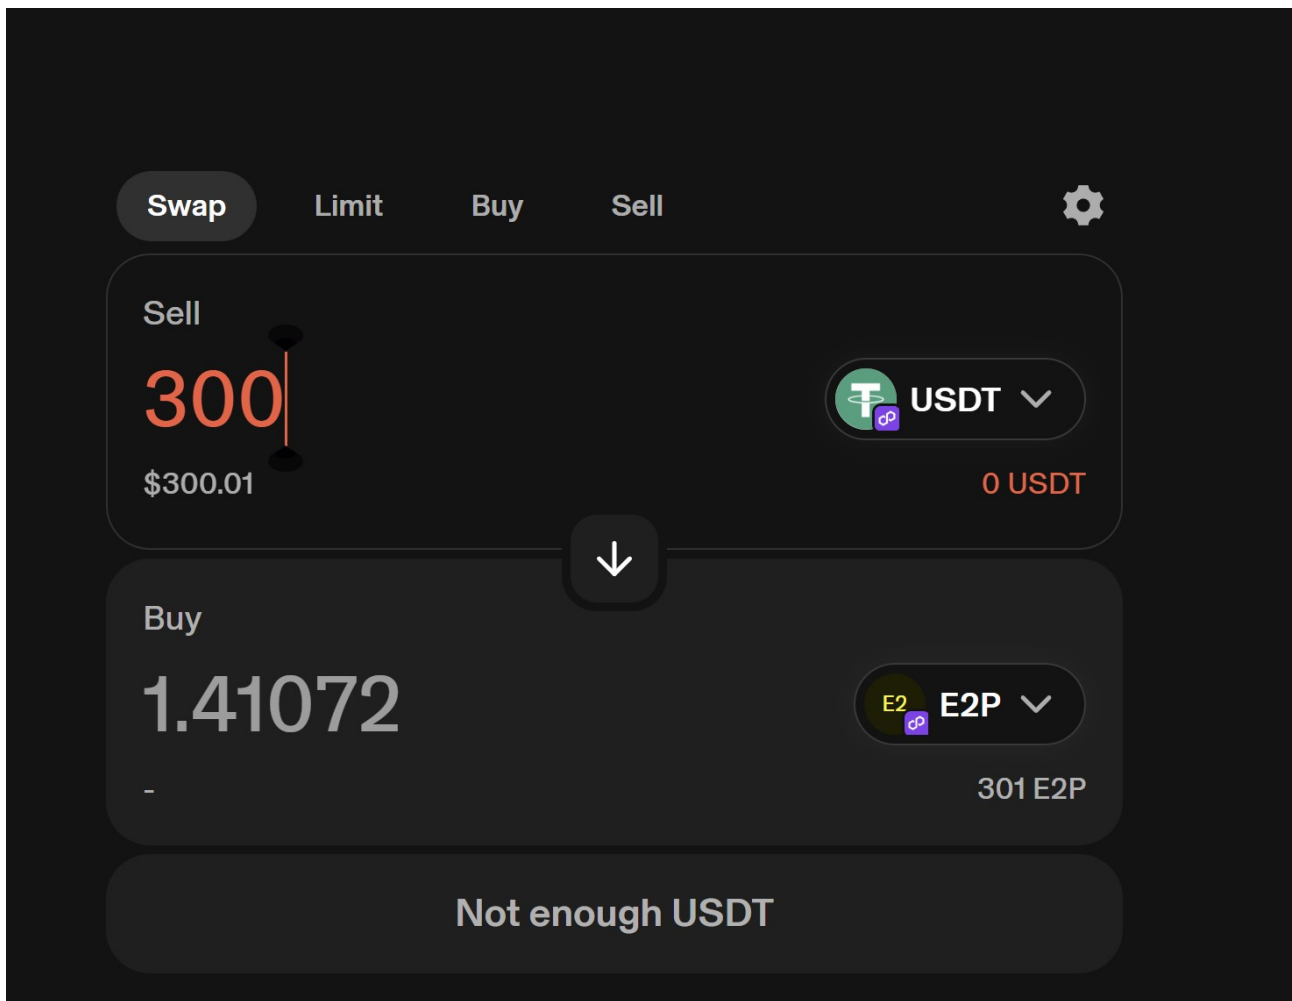 Swap Limit Buy Sell
Sell
300
USDT
$300.01
0 USDT
Buy
1.41072
E2
E2P
-
301 E2P
Not enough USDT